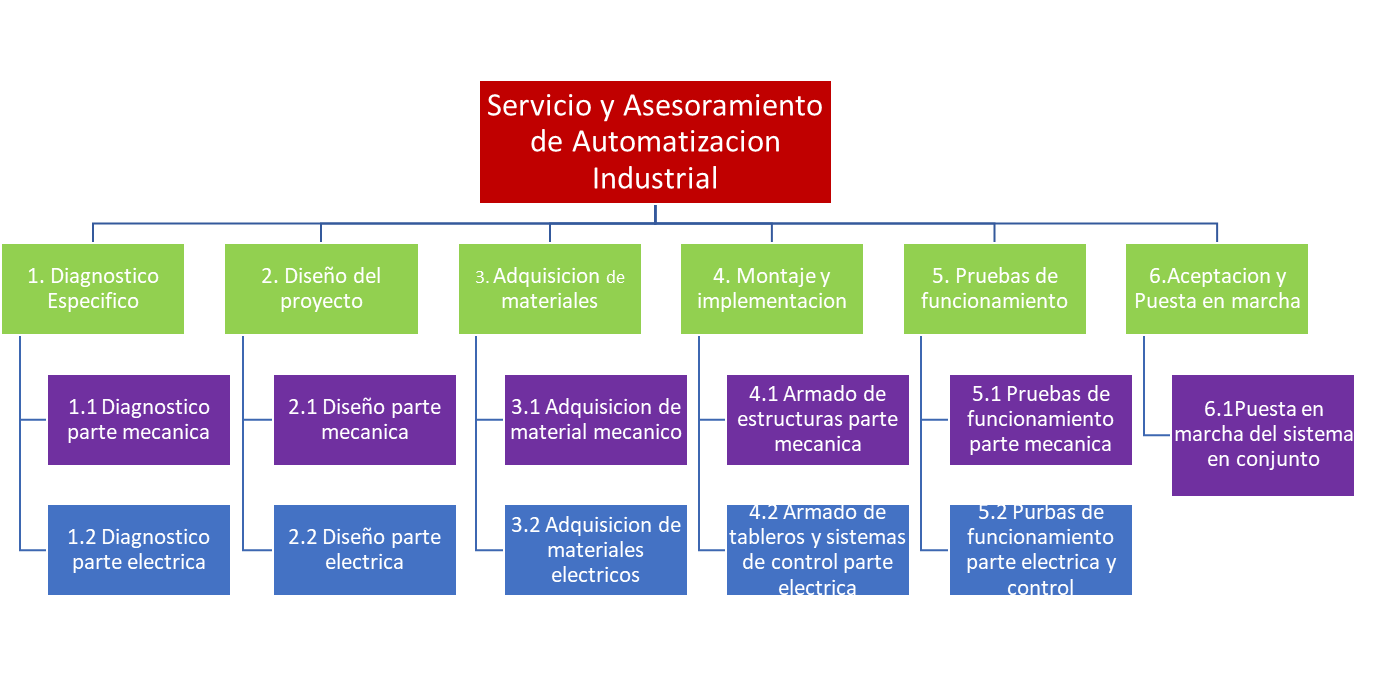 Servicio y Asesoramiento
de Automatizacion
Industrial
1. Diagnostico
Especifico
2. Diseño del
proyecto
3. Adquisicion de
materiales
4. Montaje y
implementacion
5. Pruebas de
funcionamiento
6.Aceptacion y
Puesta en marcha
1.1 Diagnostico
parte mecanica
2.1 Diseño parte
mecanica
3.1 Adquisicion de
material mecanico
4.1 Armado de
estructuras parte
mecanica
5.1 Pruebas de
funcionamiento
parte mecanica
6.1Puesta en
marcha del sistema
en conjunto
1.2 Diagnostico
parte electrica
2.2 Diseño parte
electrica
3.2 Adquisicion de
materiales
electricos
4.2 Armado de
tableros y sistemas
de control parte
electrica
5.2 Purbas de
funcionamiento
parte electrica y
control